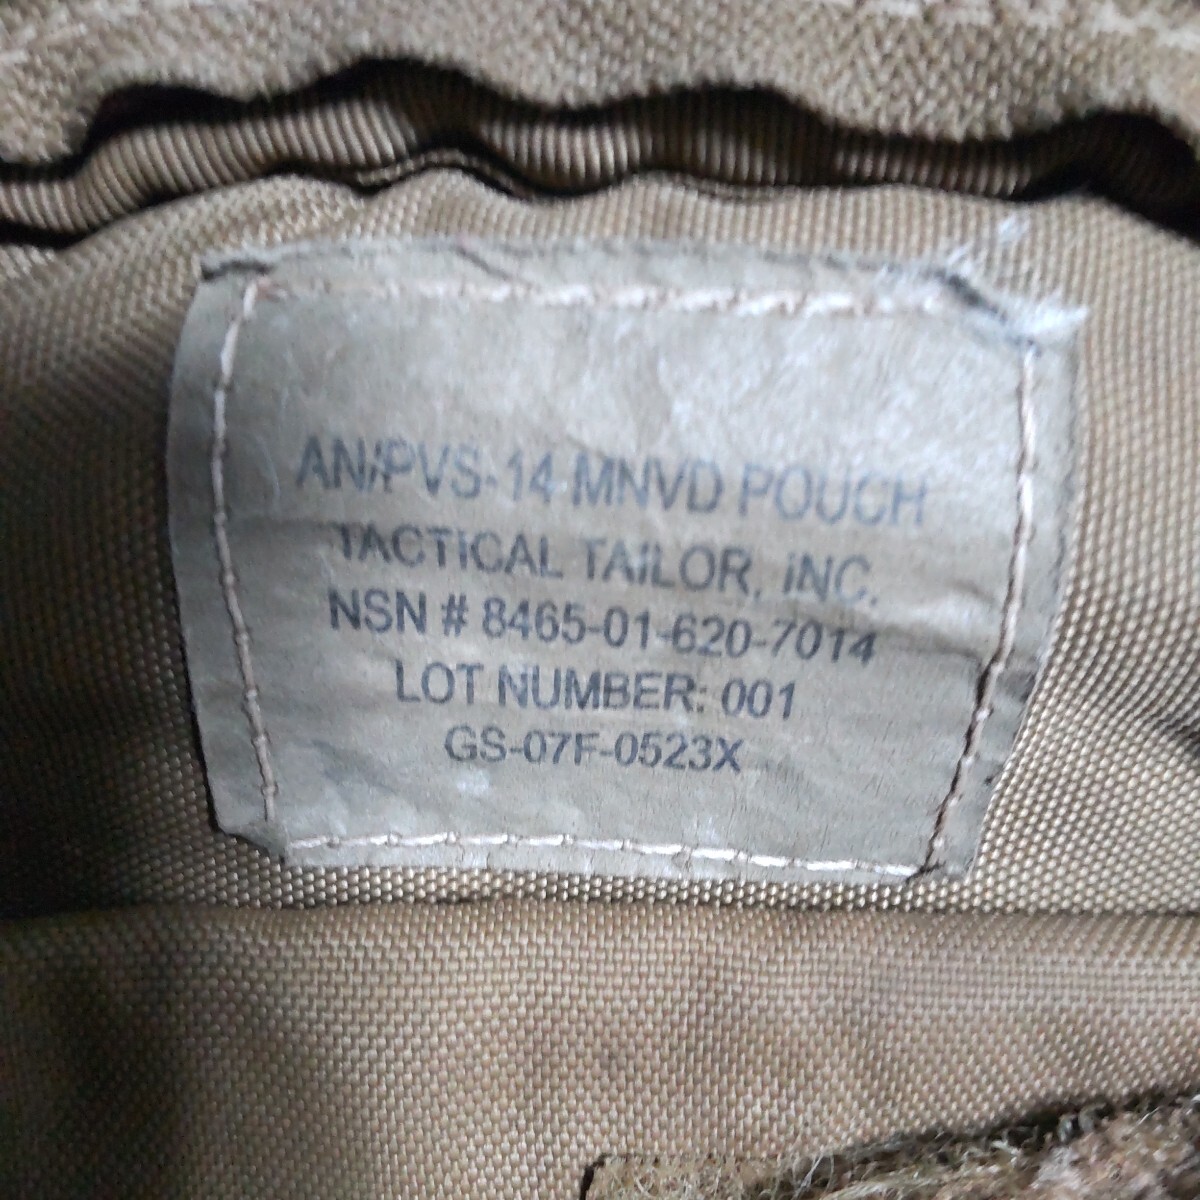 AN/PVS-14 MNVD POUCH
TACTICAL TAILOR, INC.
NSN # 8465-01-620-7014
LOT NUMBER: 001
GS-07F-0523X